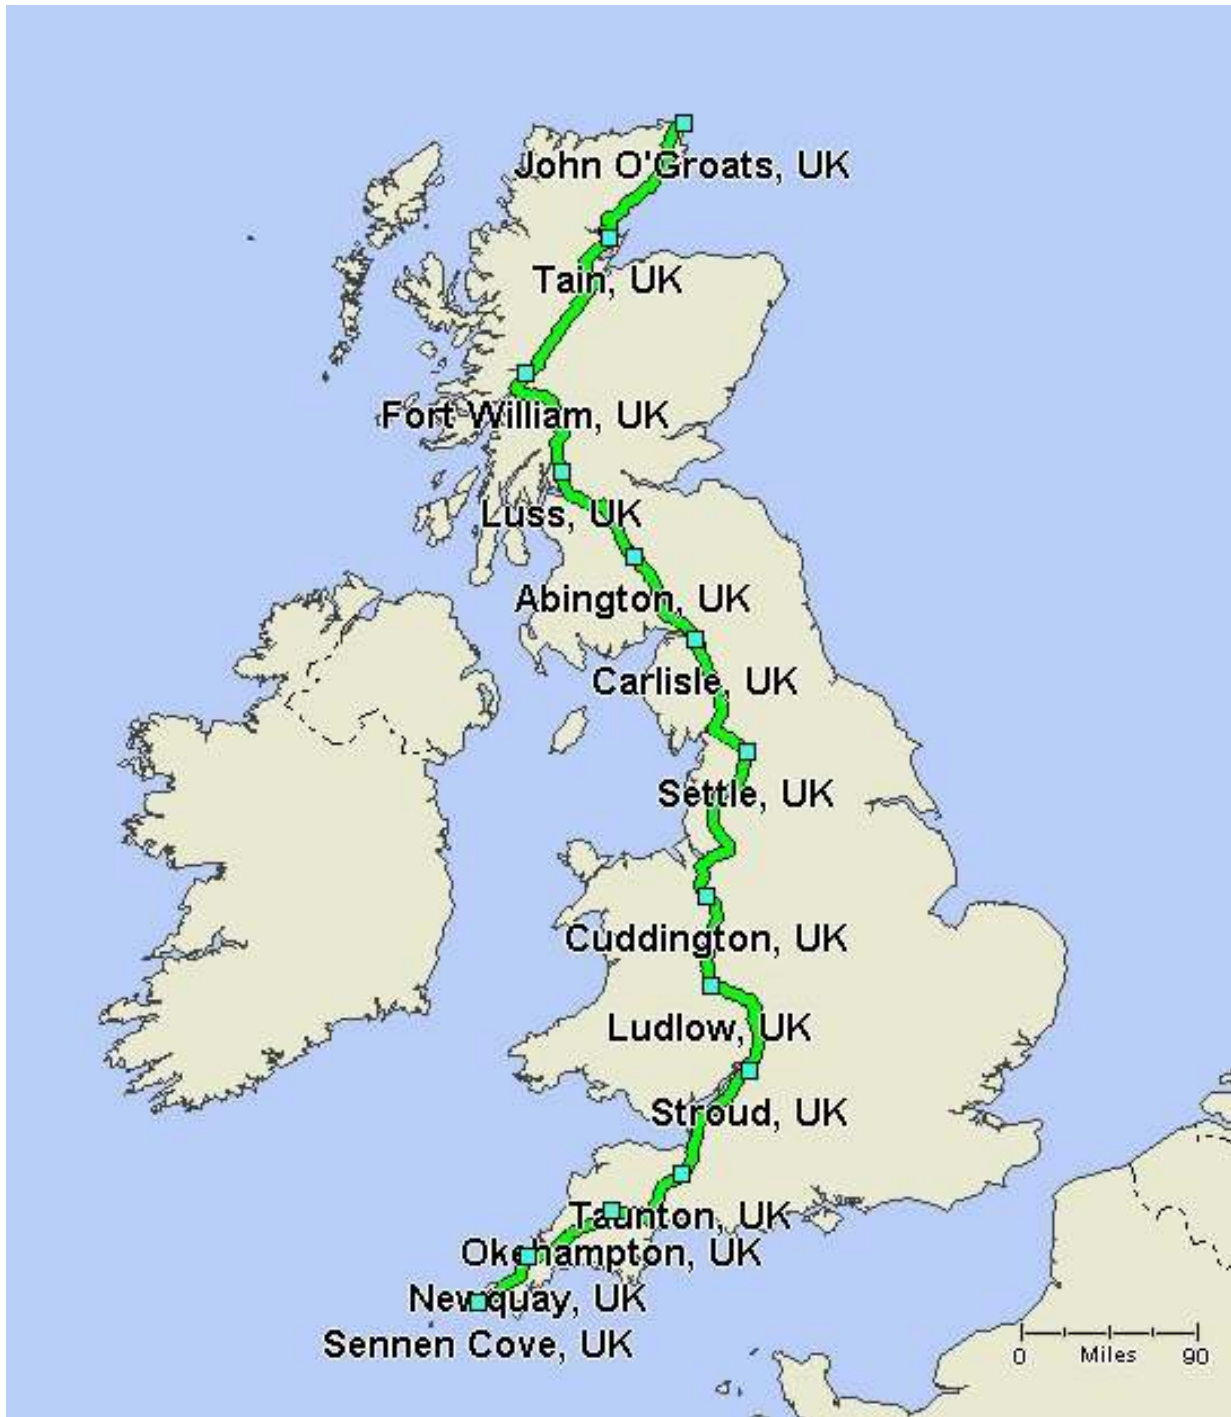 John O'Groats, UK
Tain, UK
Fort William, UK
Luss, UK
Abington, UK
Carlisle, UK
Settle, UK
Cuddington, UK
Ludlow, UK
Stroud, UK
Taunton, UK
Okehampton, UK
Newquay, UK
Sennen Cove, UK
0 Miles 90